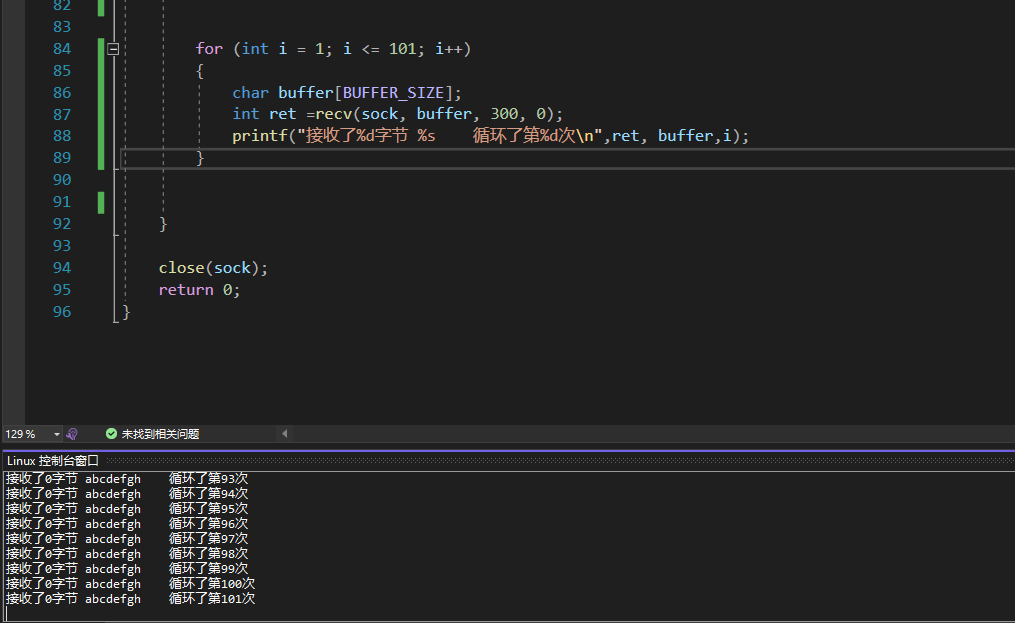 82
83
84 for (int i = 1; i <= 101; i++)
85 {
86 char buffer[BUFFER_SIZE];
87 int ret =recv(sock, buffer, 300, 0);
88 printf("接收了%d字节 %s    循环了第%d次\n",ret, buffer,i);
89 }
90
91
92 }
93
94 close(sock);
95 return 0;
96 }
129 % 未找到相关问题
Linux 控制台窗口
接收了0字节 abcdefgh    循环了第93次
接收了0字节 abcdefgh    循环了第94次
接收了0字节 abcdefgh    循环了第95次
接收了0字节 abcdefgh    循环了第96次
接收了0字节 abcdefgh    循环了第97次
接收了0字节 abcdefgh    循环了第98次
接收了0字节 abcdefgh    循环了第99次
接收了0字节 abcdefgh    循环了第100次
接收了0字节 abcdefgh    循环了第101次